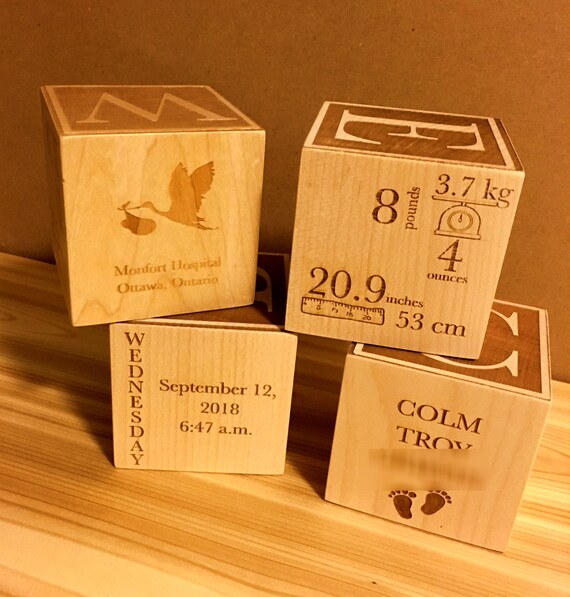 M
Monfort Hospital
Ottawa, Ontario
E
8 pounds
3.7 kg
4
ounces
20.9 inches
53 cm
WEDNESDAY
September 12,
2018
6:47 a.m.
C
COLM
TROY